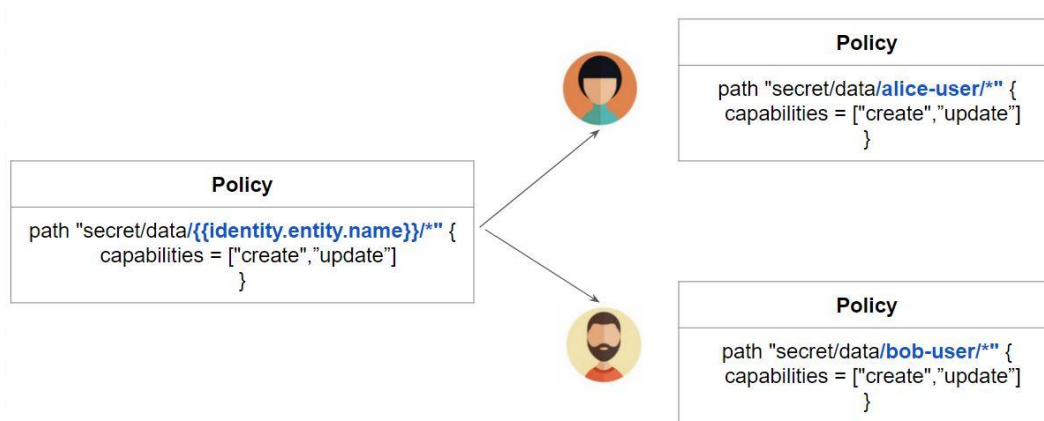 Policy
path "secret/data/{{identity.entity.name}}/*" {
capabilities = ["create",”update”]
}
Policy
path "secret/data/alice-user/*" {
capabilities = ["create",”update”]
}
Policy
path "secret/data/bob-user/*" {
capabilities = ["create",”update”]
}